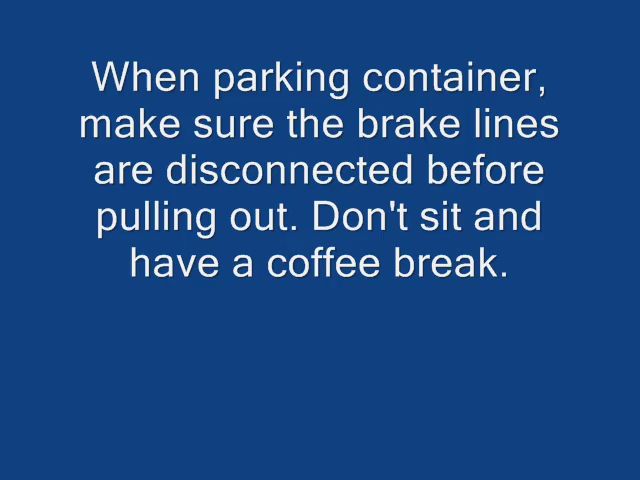 When parking container,
make sure the brake lines
are disconnected before
pulling out. Don't sit and
have a coffee break.